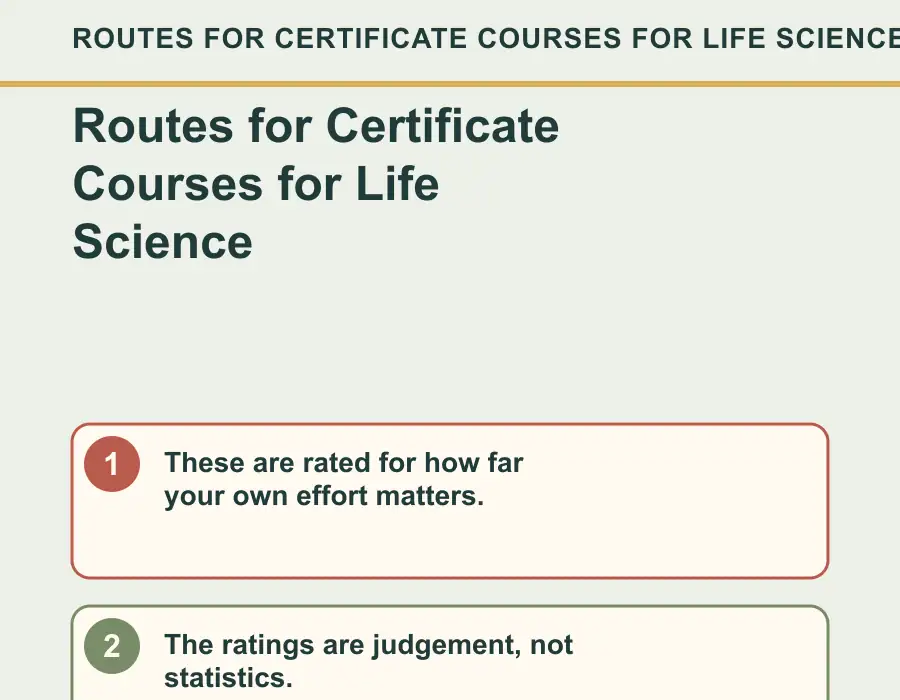 ROUTES FOR CERTIFICATE COURSES FOR LIFE SCIENCE
Routes for Certificate
Courses for Life
Science
1
These are rated for how far
your own effort matters.
2
The ratings are judgement, not
statistics.